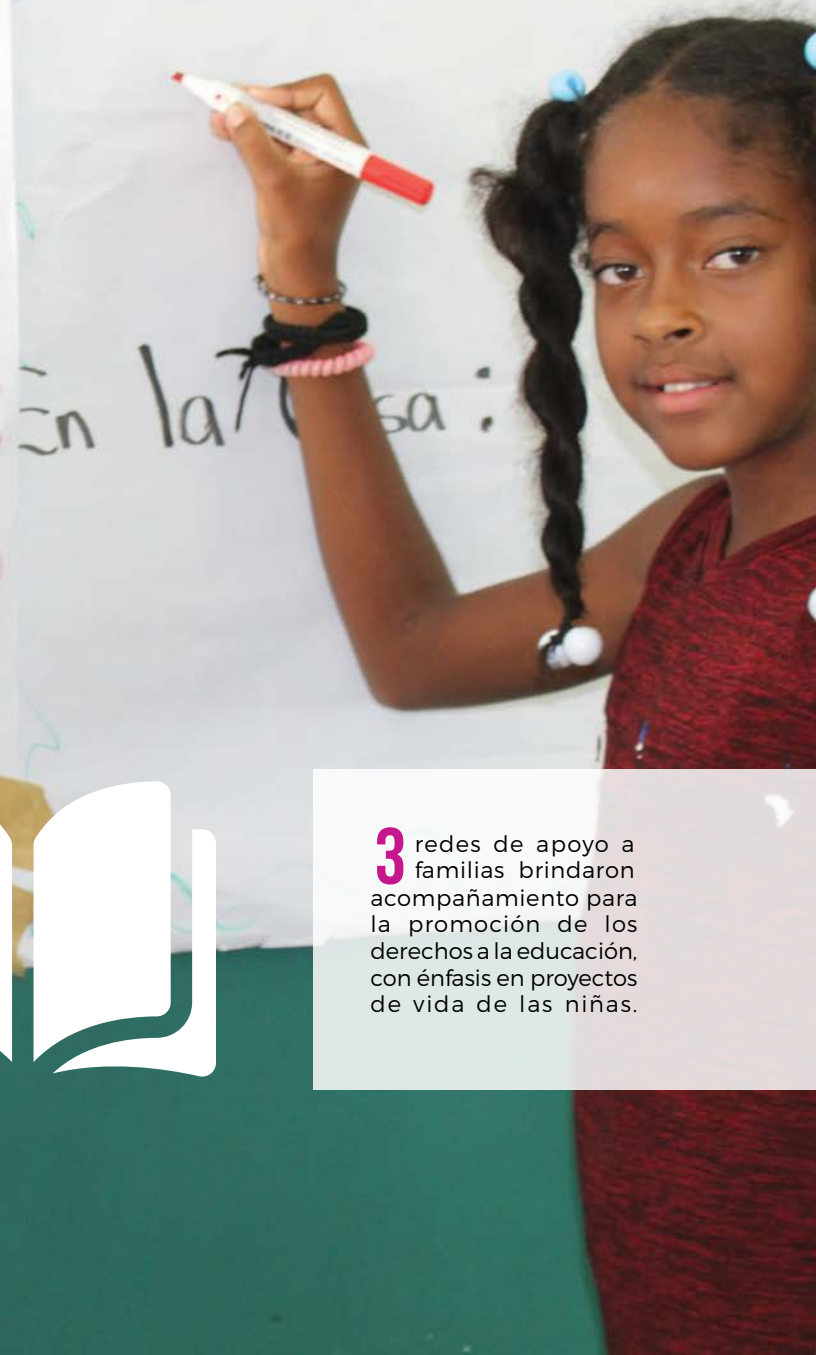 En la sa:
3 redes de apoyo a
familias brindaron
acompañamiento para
la promoción de los
derechos a la educación,
con énfasis en proyectos
de vida de las niñas.